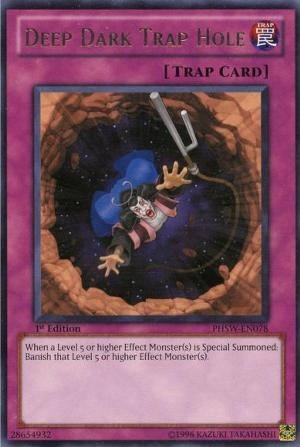 DEEP DARK TRAP HOLE
TRAP
罠
[TRAP CARD]
1st Edition
PHSW-EN078
When a Level 5 or higher Effect Monster(s) is Special Summoned:
Banish that Level 5 or higher Effect Monster(s).
28654932
©1996 KAZUKI TAKAHASHI